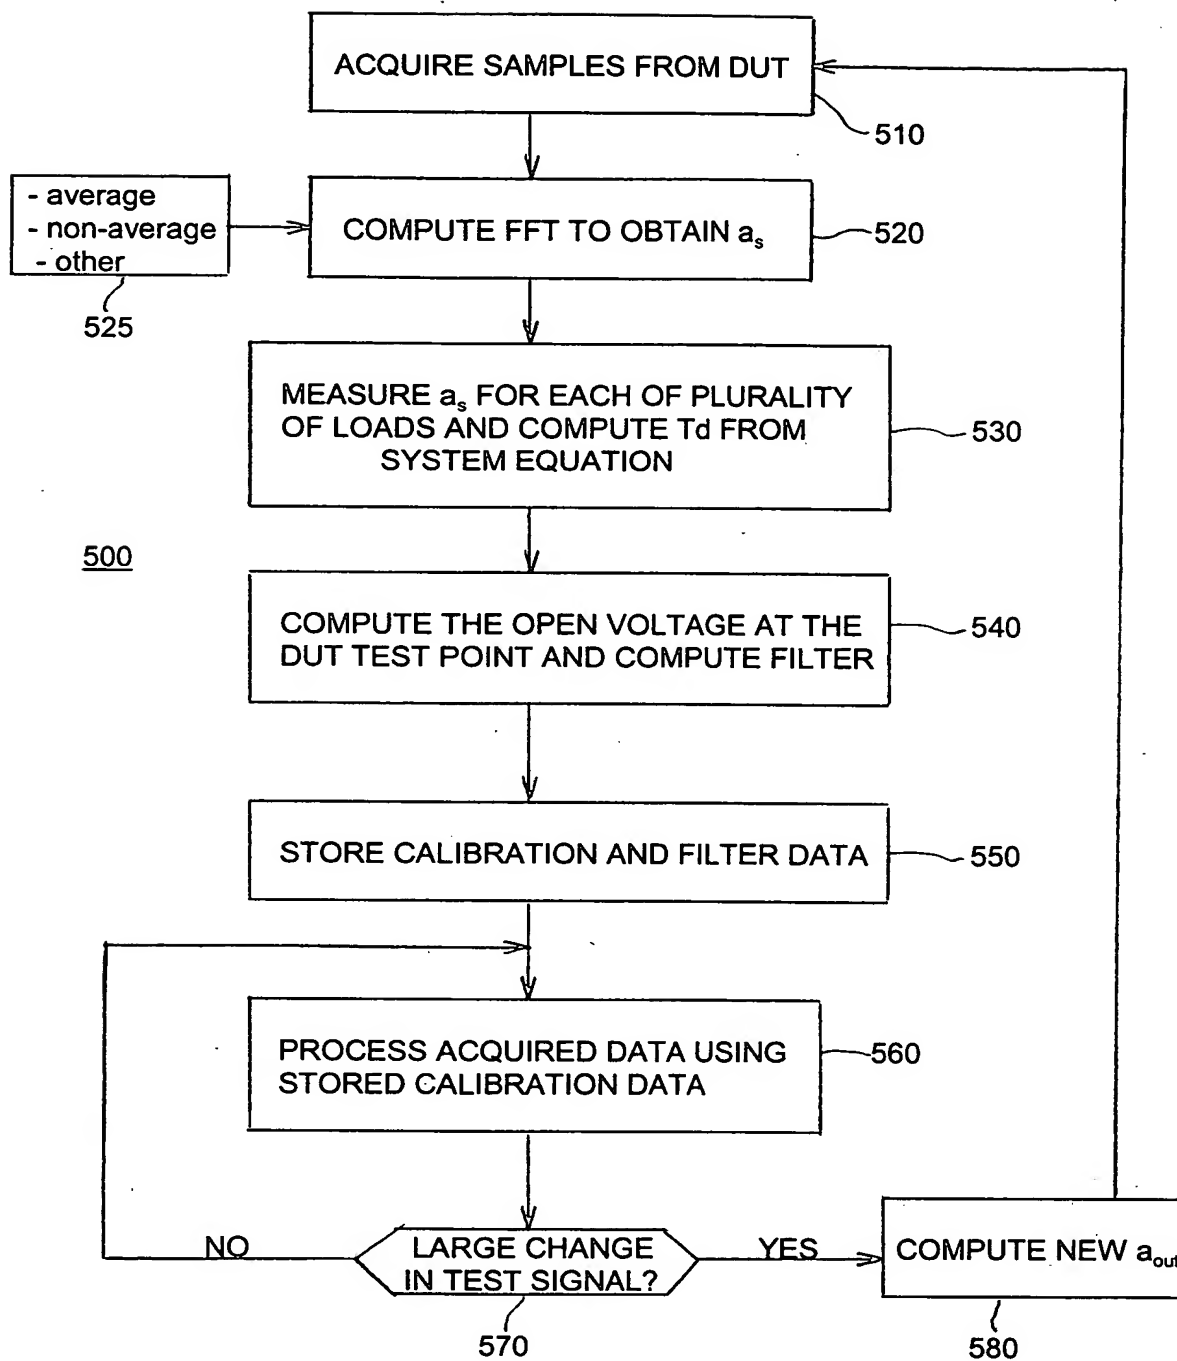 ACQUIRE SAMPLES FROM DUT
510
- average
- non-average
- other
525
COMPUTE FFT TO OBTAIN as
520
MEASURE as FOR EACH OF PLURALITY
OF LOADS AND COMPUTE Td FROM
SYSTEM EQUATION
530
500
COMPUTE THE OPEN VOLTAGE AT THE
DUT TEST POINT AND COMPUTE FILTER
540
STORE CALIBRATION AND FILTER DATA
550
PROCESS ACQUIRED DATA USING
STORED CALIBRATION DATA
560
NO
LARGE CHANGE
IN TEST SIGNAL?
570
YES
COMPUTE NEW aout
580